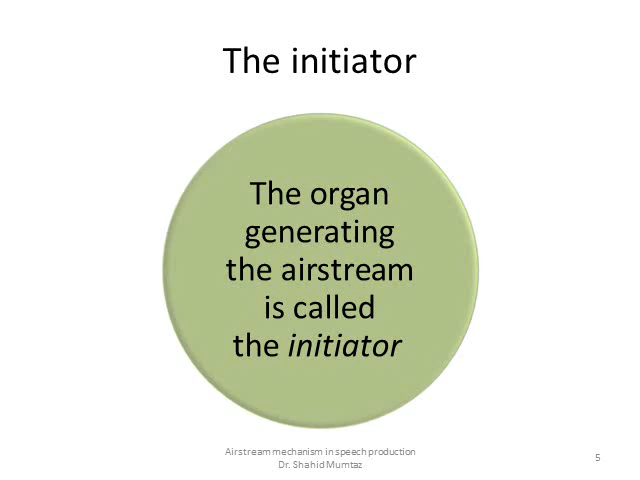 The initiator
The organ
generating
the airstream
is called
the initiator
Airstream mechanism in speech production
Dr. Shahid Mumtaz
5